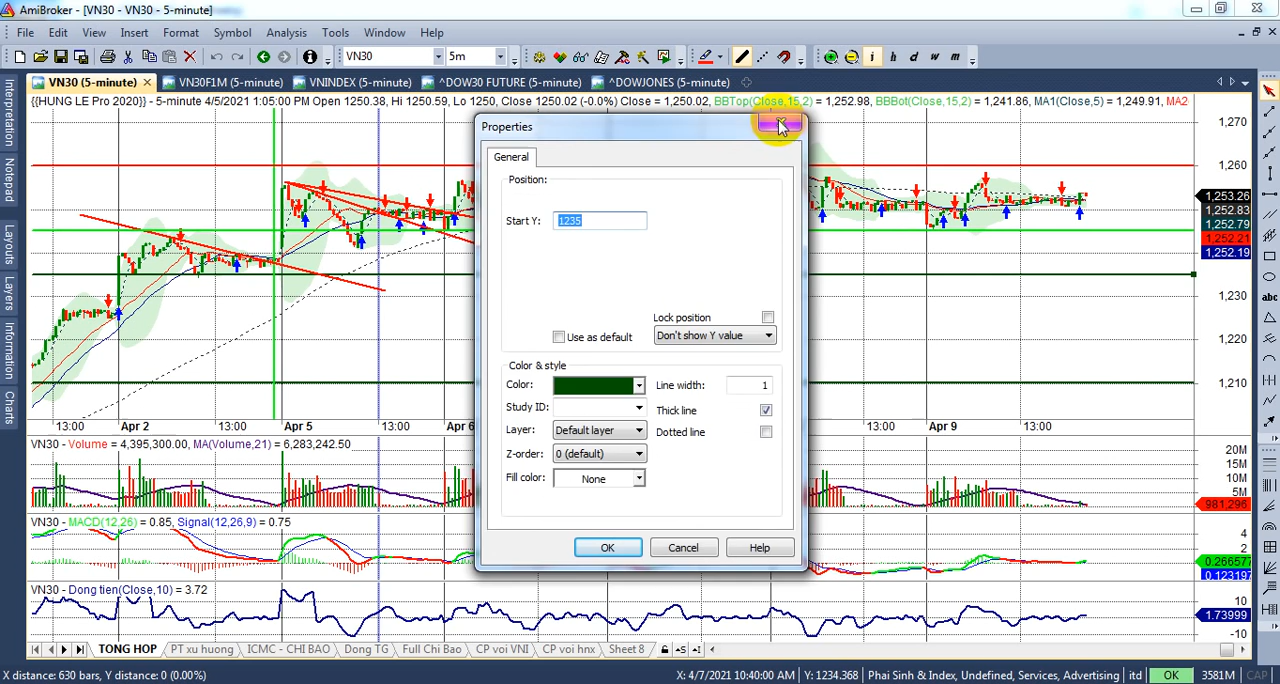 AmiBroker - [VN30 - VN30 - 5-minute]
File Edit View Insert Format Symbol Analysis Tools Window Help
VN30 5m i h d w m
VN30 (5-minute) VN30F1M (5-minute) VNINDEX (5-minute) ^DOW30 FUTURE (5-minute) ^DOWJONES (5-minute)
{{HUNG LE Pro 2020}} - 5-minute 4/5/2021 1:05:00 PM Open 1250.38, Hi 1250.59, Lo 1250, Close 1250.02 (-0.0%) Close = 1,250.02, BBTop(Close,15,2) = 1,252.98, BBBot(Close,15,2) = 1,241.86, MA1(Close,5) = 1,249.91, MA2
Interpretation
Notepad
Layouts
Layers
Information
Charts
Properties
General
Position:
Start Y: 1235
Lock position
Use as default
Don't show Y value
Color & style
Color:
Line width: 1
Study ID:
Thick line
Layer: Default layer
Dotted line
Z-order: 0 (default)
Fill color: None
OK Cancel Help
1,270
1,260
1,253.26
1,252.83
1,252.79
1,252.21
1,252.19
1,230
1,220
1,210
abc
13:00 Apr 2 13:00 Apr 5 13:00 Apr 6 13:00 Apr 9 13:00
VN30 - Volume = 4,395,300.00, MA(Volume,21) = 6,283,242.50
20M
15M
10M
5M
981,296
VN30 - MACD(12,26) = 0.85, Signal(12,26,9) = 0.75
4
2
0.266577
0.123197
VN30 - Dong tien(Close,10) = 3.72
10
1.73999
-10
TONG HOP PT xu huong ICMC - CHI BAO Dong TG Full Chi Bao CP voi VNI CP voi hnx Sheet 8
X distance: 630 bars, Y distance: 0 (0.00%) X: 4/7/2021 10:40:00 AM Y: 1234.368 Phai Sinh & Index, Undefined, Services, Advertising itd OK 3581M CAP